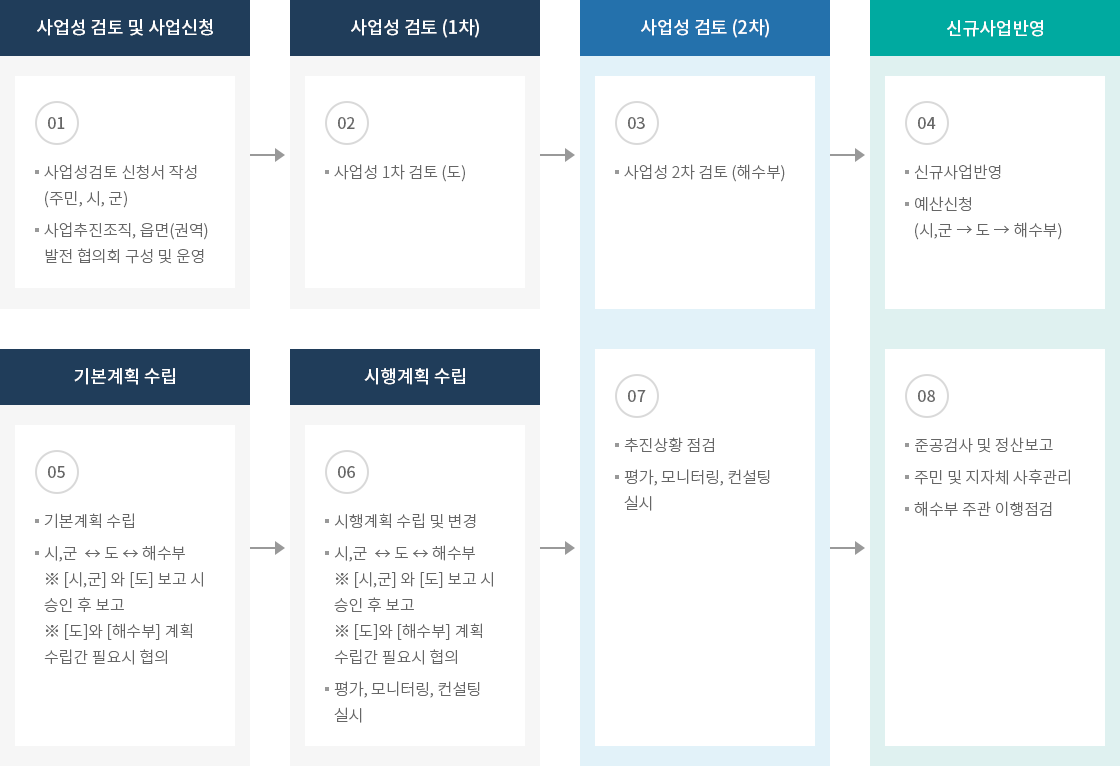 사업성 검토 및 사업신청
01
사업성검토 신청서 작성
(주민, 시, 군)
사업추진조직, 읍면(권역)
발전 협의회 구성 및 운영
사업성 검토 (1차)
02
사업성 1차 검토 (도)
사업성 검토 (2차)
03
사업성 2차 검토 (해수부)
신규사업반영
04
신규사업반영
예산신청
(시,군 → 도 → 해수부)
기본계획 수립
05
기본계획 수립
시,군 ↔ 도 ↔ 해수부
※ [시,군] 와 [도] 보고 시
승인 후 보고
※ [도]와 [해수부] 계획
수립간 필요시 협의
시행계획 수립
06
시행계획 수립 및 변경
시,군 ↔ 도 ↔ 해수부
※ [시,군] 와 [도] 보고 시
승인 후 보고
※ [도]와 [해수부] 계획
수립간 필요시 협의
평가, 모니터링, 컨설팅
실시
07
추진상황 점검
평가, 모니터링, 컨설팅
실시
08
준공검사 및 정산보고
주민 및 지자체 사후관리
해수부 주관 이행점검